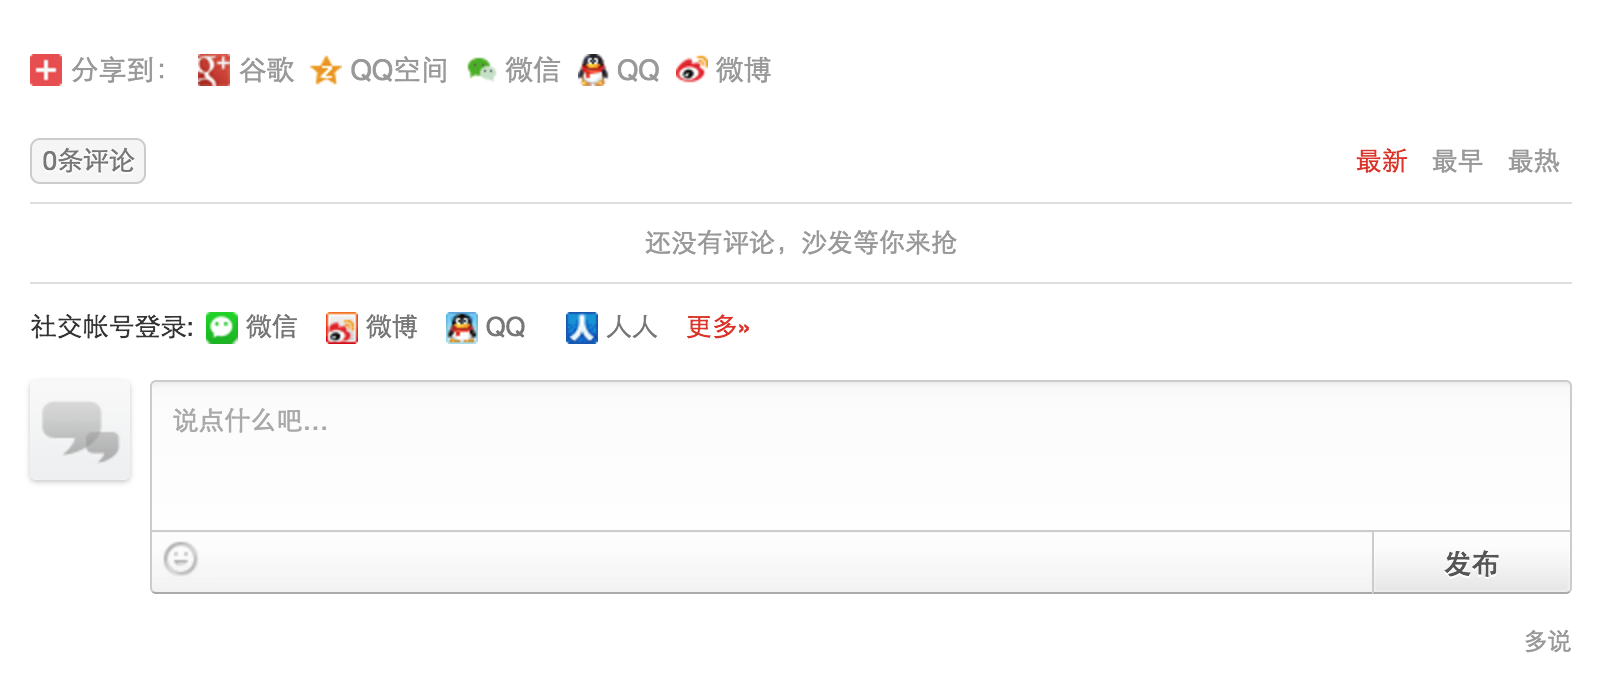 分享到： 谷歌 QQ空间 微信 QQ 微博
0条评论 最新 最早 最热
还没有评论，沙发等你来抢
社交帐号登录: 微信 微博 QQ 人人 更多»
说点什么吧...
发布
多说